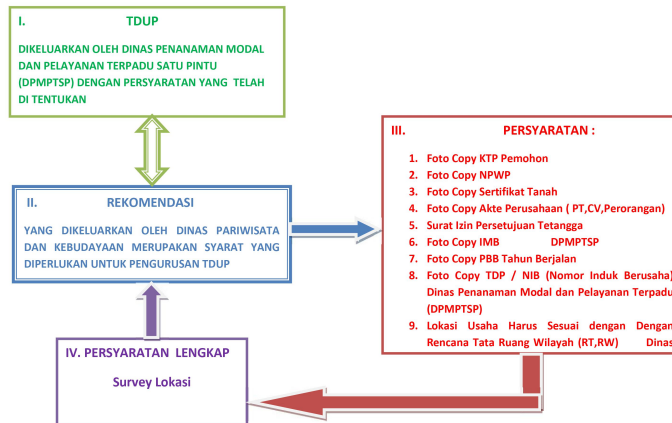 I. TDUP
DIKELUARKAN OLEH DINAS PENANAMAN MODAL
DAN PELAYANAN TERPADU SATU PINTU
(DPMPTSP) DENGAN PERSYARATAN YANG TELAH
DI TENTUKAN
II. REKOMENDASI
YANG DIKELUARKAN OLEH DINAS PARIWISATA
DAN KEBUDAYAAN MERUPAKAN SYARAT YANG
DIPERLUKAN UNTUK PENGURUSAN TDUP
III. PERSYARATAN :
1. Foto Copy KTP Pemohon
2. Foto Copy NPWP
3. Foto Copy Sertifikat Tanah
4. Foto Copy Akte Perusahaan ( PT,CV,Perorangan)
5. Surat Izin Persetujuan Tetangga
6. Foto Copy IMB DPMPTSP
7. Foto Copy PBB Tahun Berjalan
8. Foto Copy TDP / NIB (Nomor Induk Berusaha)
Dinas Penanaman Modal dan Pelayanan Terpadu
(DPMPTSP)
9. Lokasi Usaha Harus Sesuai dengan Dengan
Rencana Tata Ruang Wilayah (RT,RW) Dinas
IV. PERSYARATAN LENGKAP
Survey Lokasi